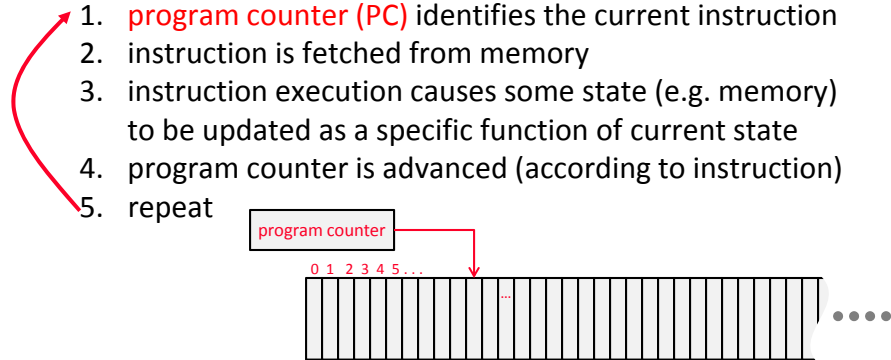 1. program counter (PC) identifies the current instruction
2. instruction is fetched from memory
3. instruction execution causes some state (e.g. memory)
to be updated as a specific function of current state
4. program counter is advanced (according to instruction)
5. repeat
program counter
0 1 2 3 4 5 . . .
...